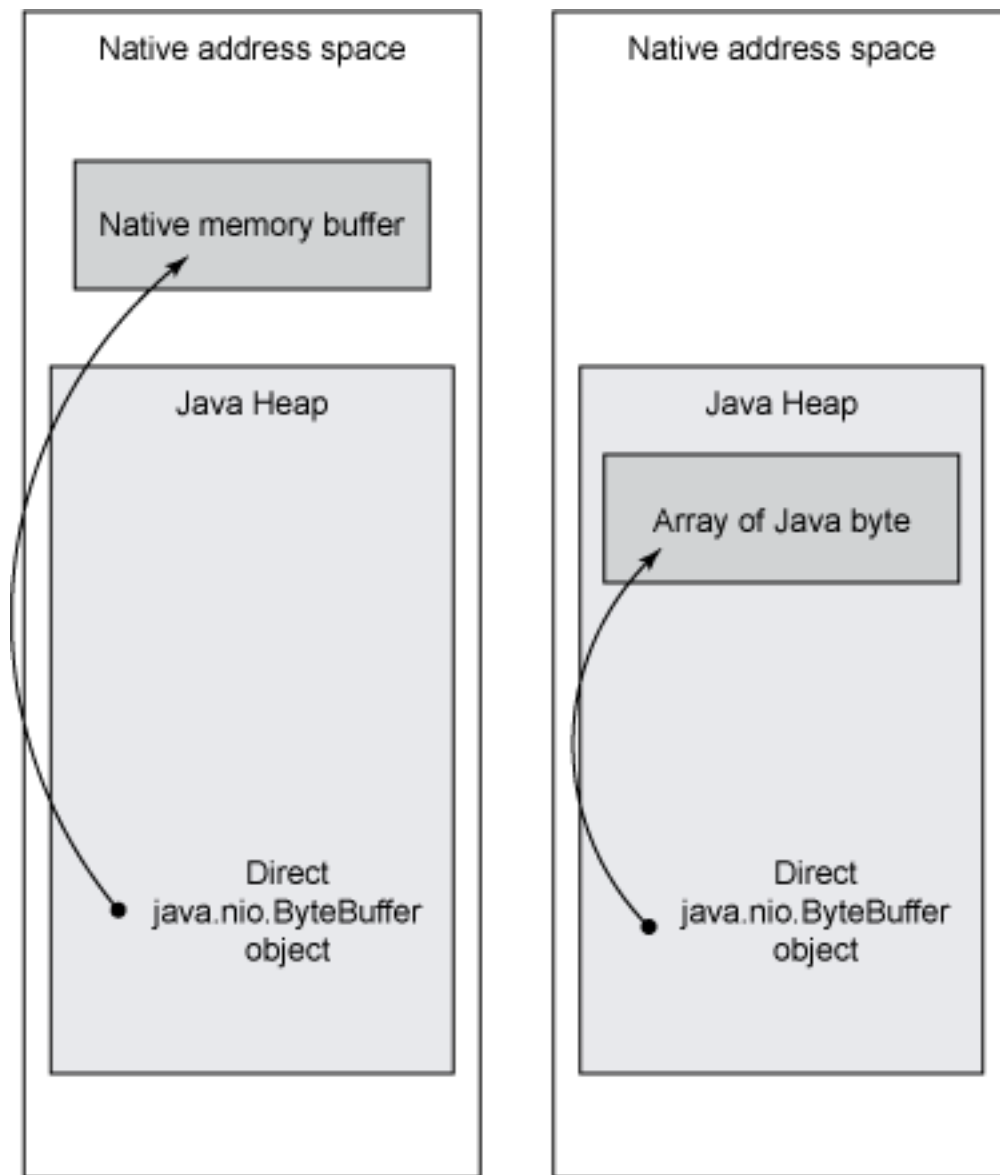 Native address space
Native memory buffer
Java Heap
Direct
java.nio.ByteBuffer
object
Native address space
Java Heap
Array of Java byte
Direct
java.nio.ByteBuffer
object